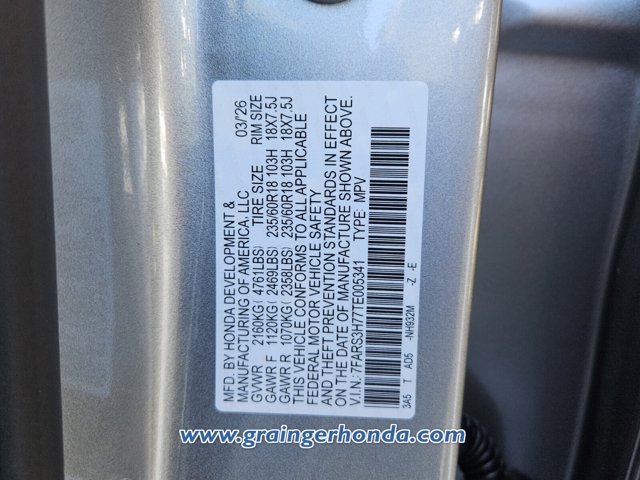 MFD. BY HONDA DEVELOPMENT &
MANUFACTURING OF AMERICA, LLC 03/26
GVWR 2160KG( 4761LBS) TIRE SIZE RIM SIZE
GAWR F 1120KG( 2469LBS) 235/60R18 103H 18X7.5J
GAWR R 1070KG( 2358LBS) 235/60R18 103H 18X7.5J
THIS VEHICLE CONFORMS TO ALL APPLICABLE
FEDERAL MOTOR VEHICLE SAFETY
AND THEFT PREVENTION STANDARDS IN EFFECT
ON THE DATE OF MANUFACTURE SHOWN ABOVE.
V.I.N.: 7FARS3H77TE005341 TYPE: MPV
3A5 T AD5 -NH932M -Z -E
www.graingerhonda.com